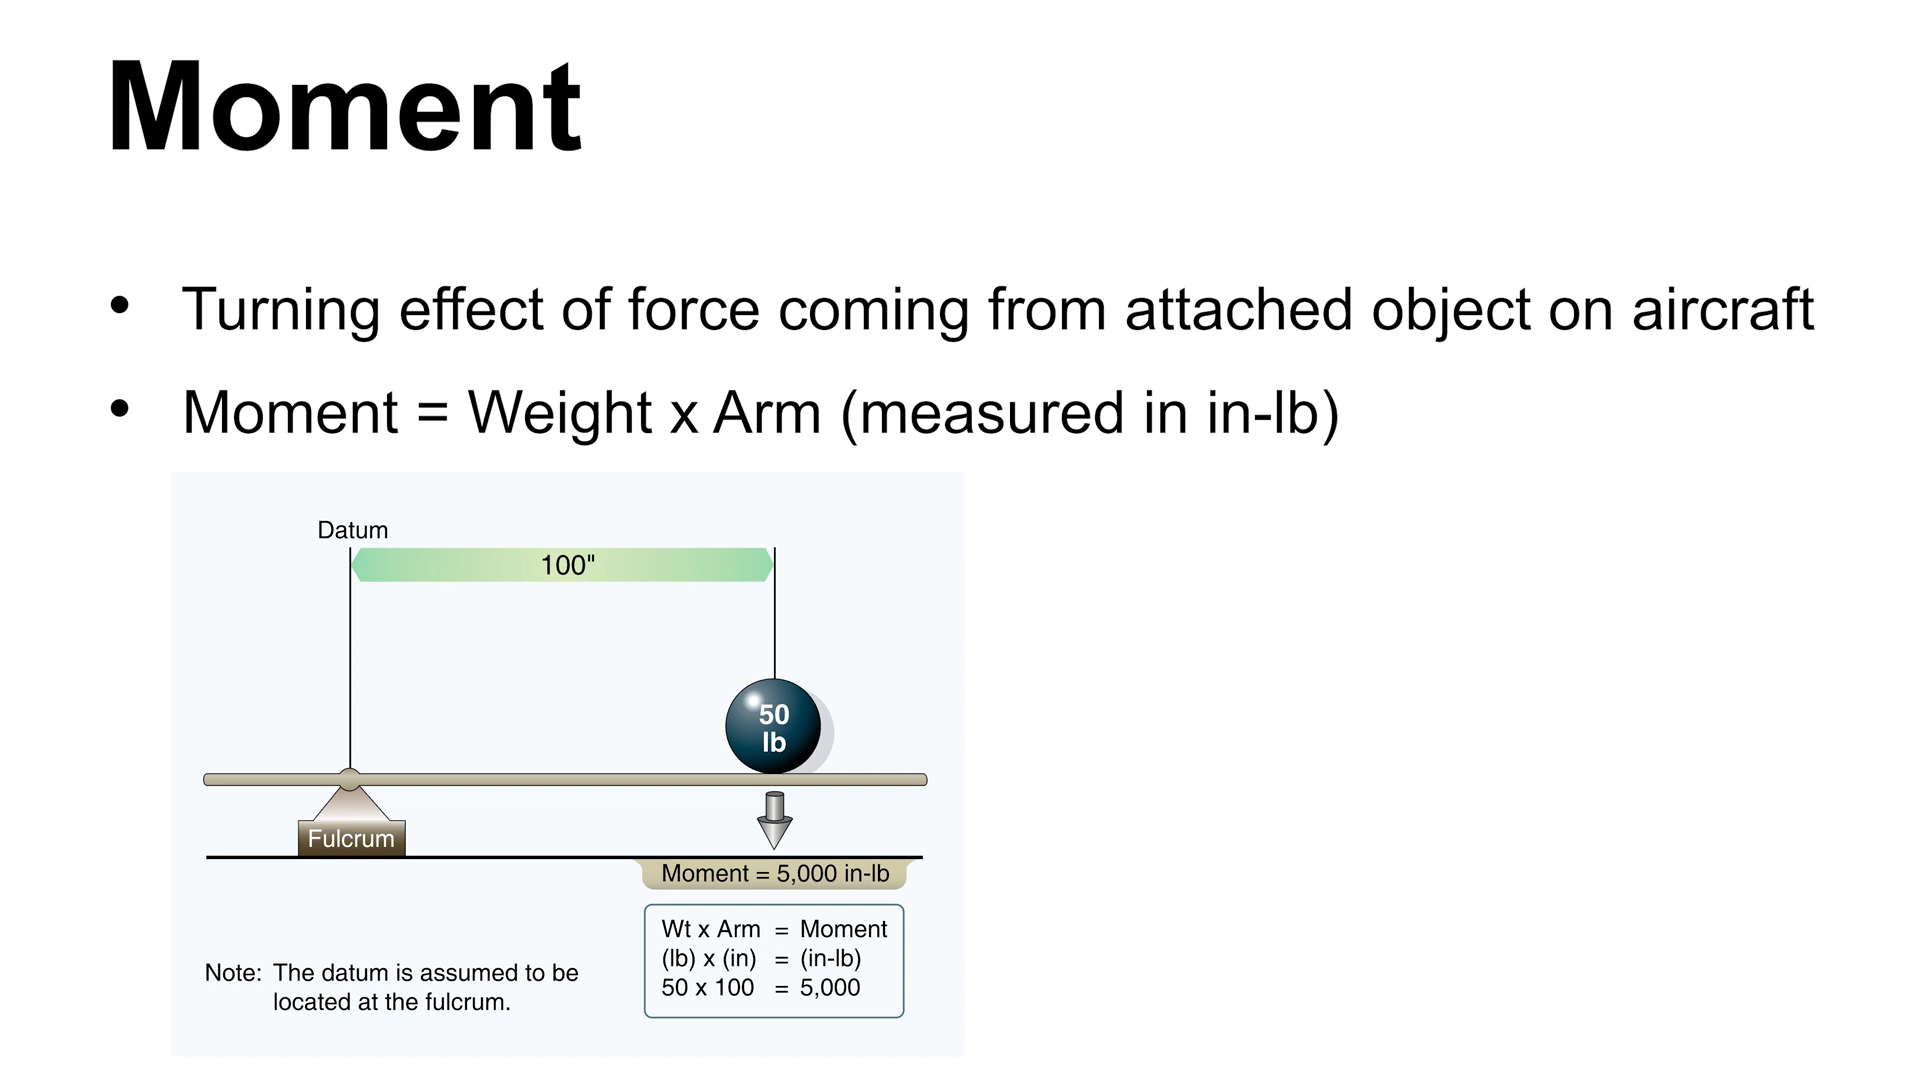 Moment
• Turning effect of force coming from attached object on aircraft
• Moment = Weight x Arm (measured in in-lb)
Datum
100"
50
lb
Fulcrum
Moment = 5,000 in-lb
Wt x Arm = Moment
(lb) x (in) = (in-lb)
50 x 100 = 5,000
Note: The datum is assumed to be
located at the fulcrum.